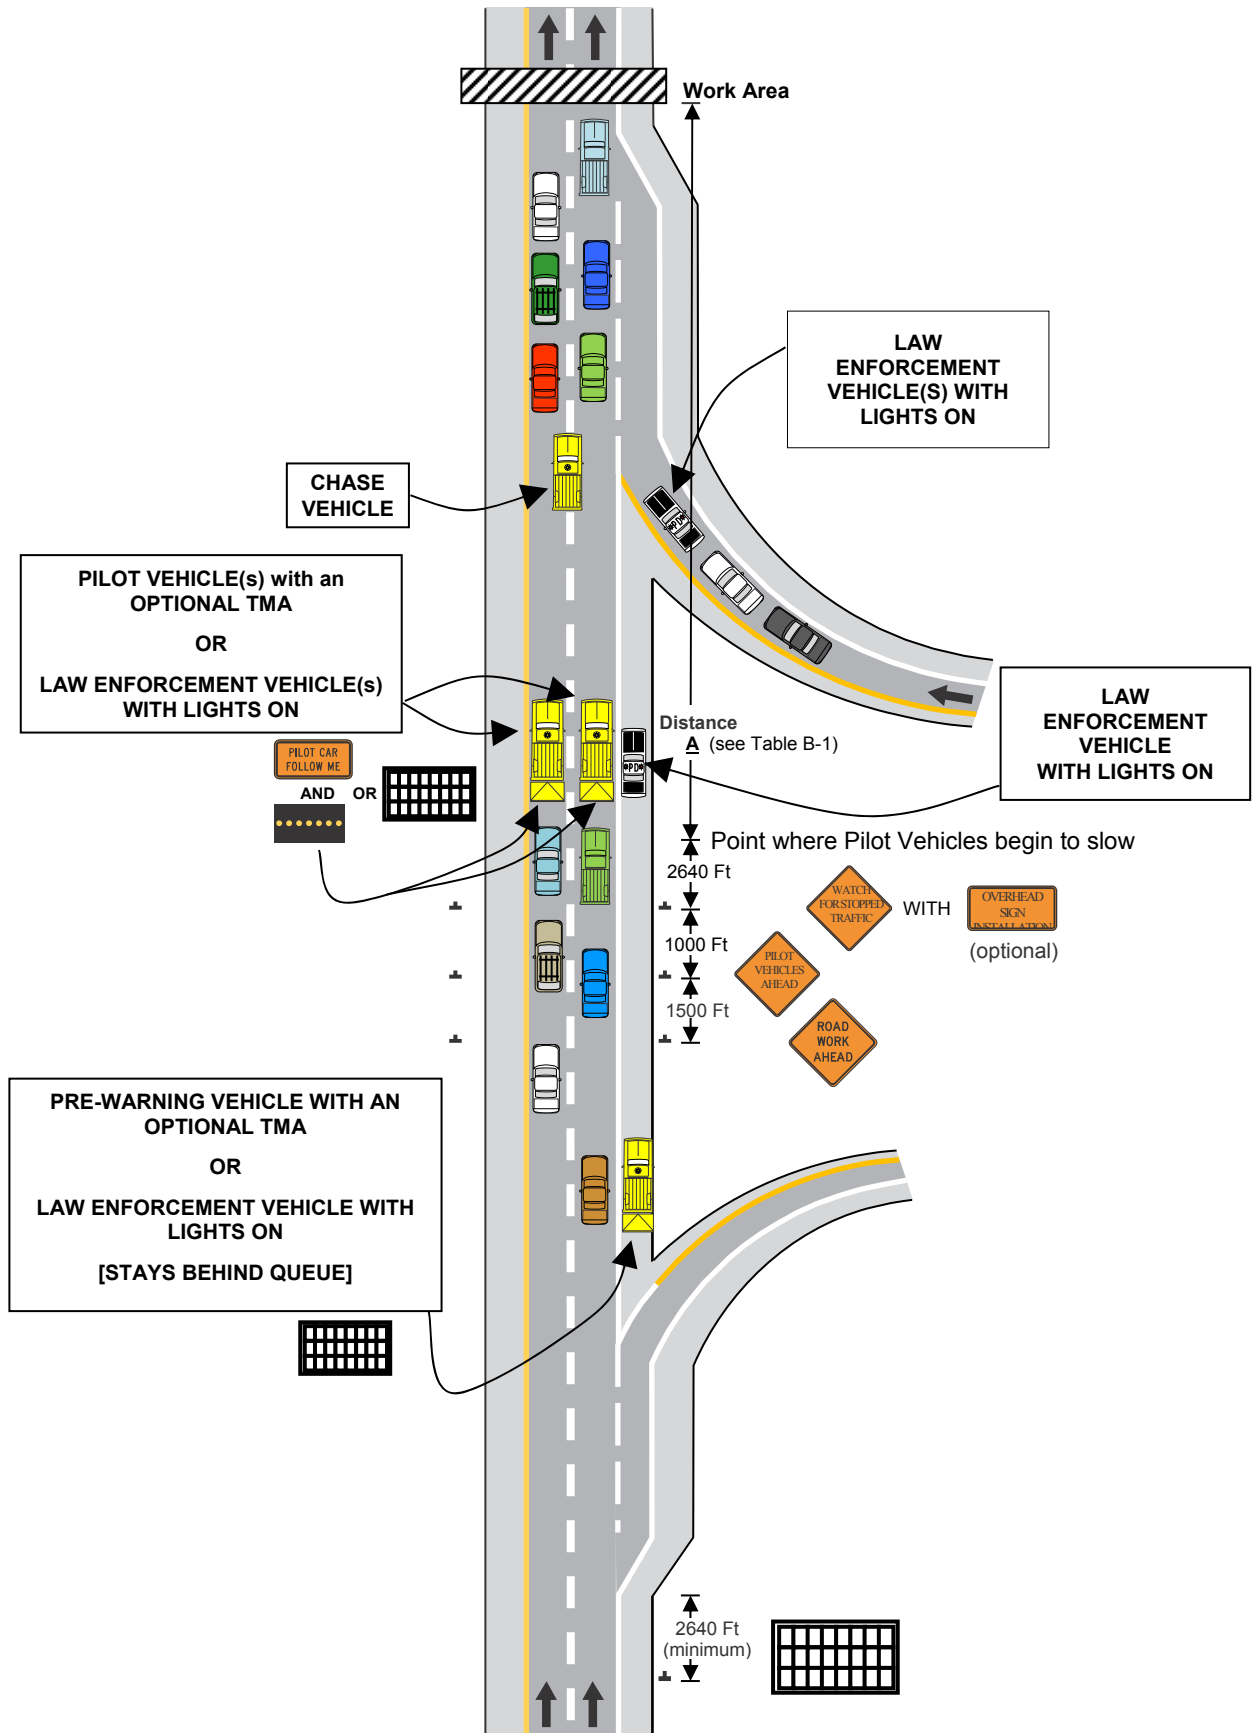 Work Area
LAW
ENFORCEMENT
VEHICLE(S) WITH
LIGHTS ON
CHASE
VEHICLE
PD
PILOT VEHICLE(s) with an
OPTIONAL TMA
OR
LAW ENFORCEMENT VEHICLE(s)
WITH LIGHTS ON
LAW
ENFORCEMENT
VEHICLE
WITH LIGHTS ON
Distance
A (see Table B-1)
*PD*
PILOT CAR
FOLLOW ME
AND OR
Point where Pilot Vehicles begin to slow
2640 Ft
WATCH
FOR STOPPED
TRAFFIC
WITH
OVERHEAD
SIGN
INSTALLATION
(optional)
1000 Ft
PILOT
VEHICLES
AHEAD
1500 Ft
ROAD
WORK
AHEAD
PRE-WARNING VEHICLE WITH AN
OPTIONAL TMA
OR
LAW ENFORCEMENT VEHICLE WITH
LIGHTS ON
[STAYS BEHIND QUEUE]
2640 Ft
(minimum)